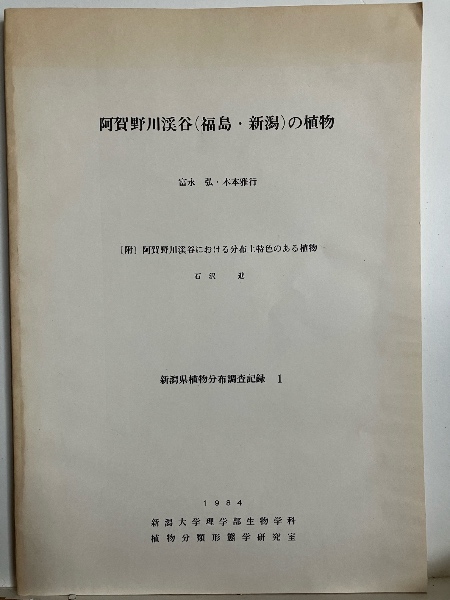 阿賀野川渓谷(福島・新潟)の植物
富永 弘・木本雅行
〔附〕阿賀野川渓谷における分布上特色のある植物
石沢 進
新潟県植物分布調査記録 1
1984
新潟大学理学部生物学科
植物分類形態学研究室